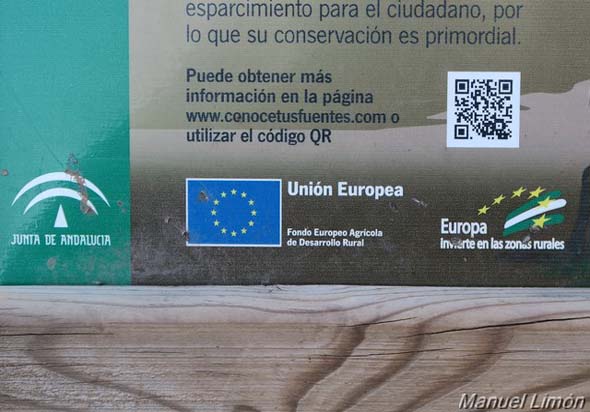 esparcimiento para el ciudadano, por
lo que su conservación es primordial.
Puede obtener más
información en la página
www.conocetusfuentes.com o
utilizar el código QR
JUNTA DE ANDALUCIA
Unión Europea
Fondo Europeo Agrícola
de Desarrollo Rural
Europa
invierte en las zonas rurales
Manuel Limón